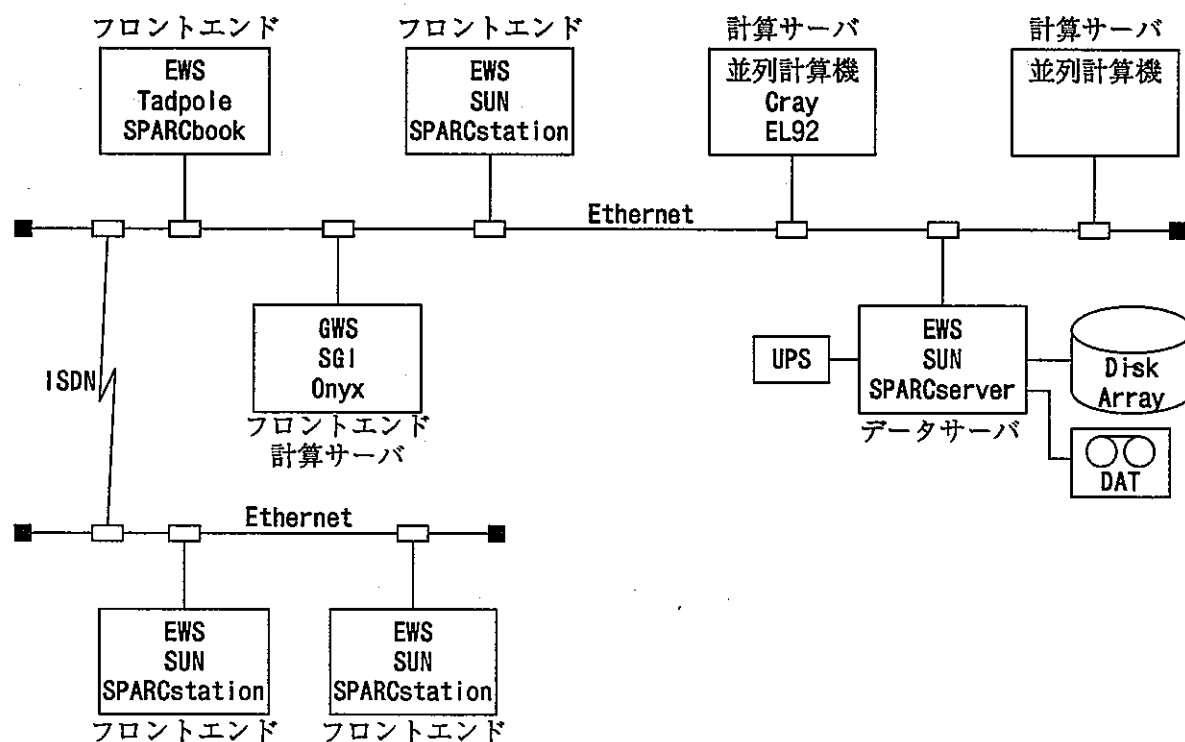 フロントエンド
EWS
Tadpole
SPARCbook
フロントエンド
EWS
SUN
SPARCstation
計算サーバ
並列計算機
Cray
EL92
計算サーバ
並列計算機
Ethernet
ISDN
GWS
SGI
Onyx
フロントエンド
計算サーバ
UPS
EWS
SUN
SPARCserver
データサーバ
Disk
Array
DAT
Ethernet
EWS
SUN
SPARCstation
フロントエンド
EWS
SUN
SPARCstation
フロントエンド